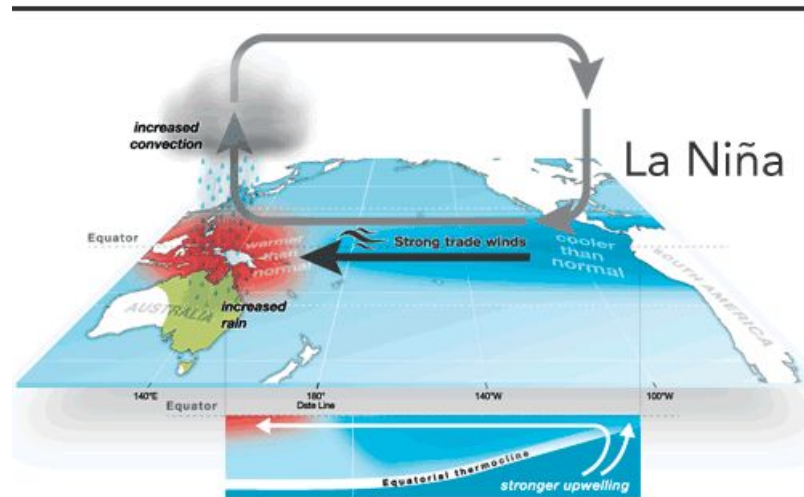 increased
convection
La Niña
Equator
warmer
than
normal
Strong trade winds
cooler
than
normal
SOUTH AMERICA
AUSTRALIA
increased
rain
140°E
180°
Date Line
140°W
100°W
Equator
Equatorial thermocline
stronger upwelling